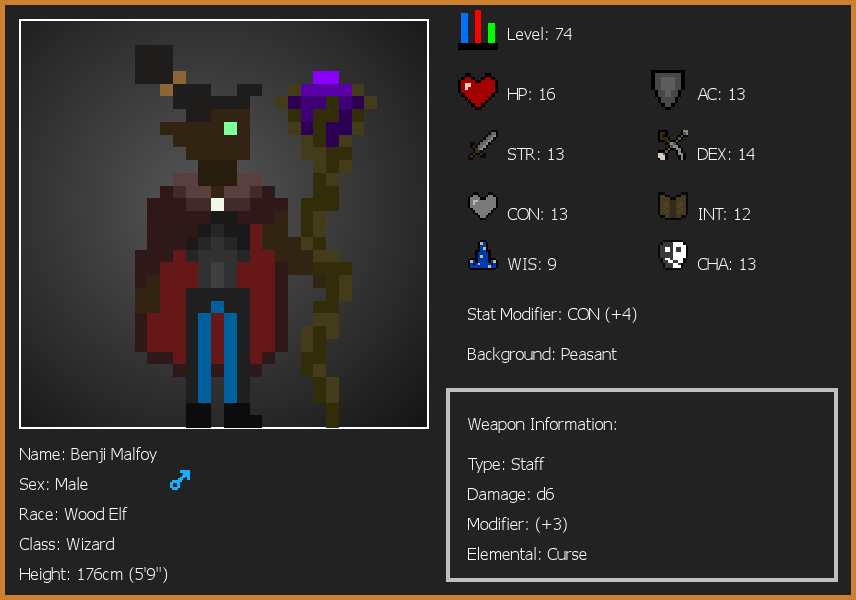 Level: 74
HP: 16
AC: 13
STR: 13
DEX: 14
CON: 13
INT: 12
WIS: 9
CHA: 13
Stat Modifier: CON (+4)
Background: Peasant
Weapon Information:
Type: Staff
Damage: d6
Modifier: (+3)
Elemental: Curse
Name: Benji Malfoy
Sex: Male
Race: Wood Elf
Class: Wizard
Height: 176cm (5'9")